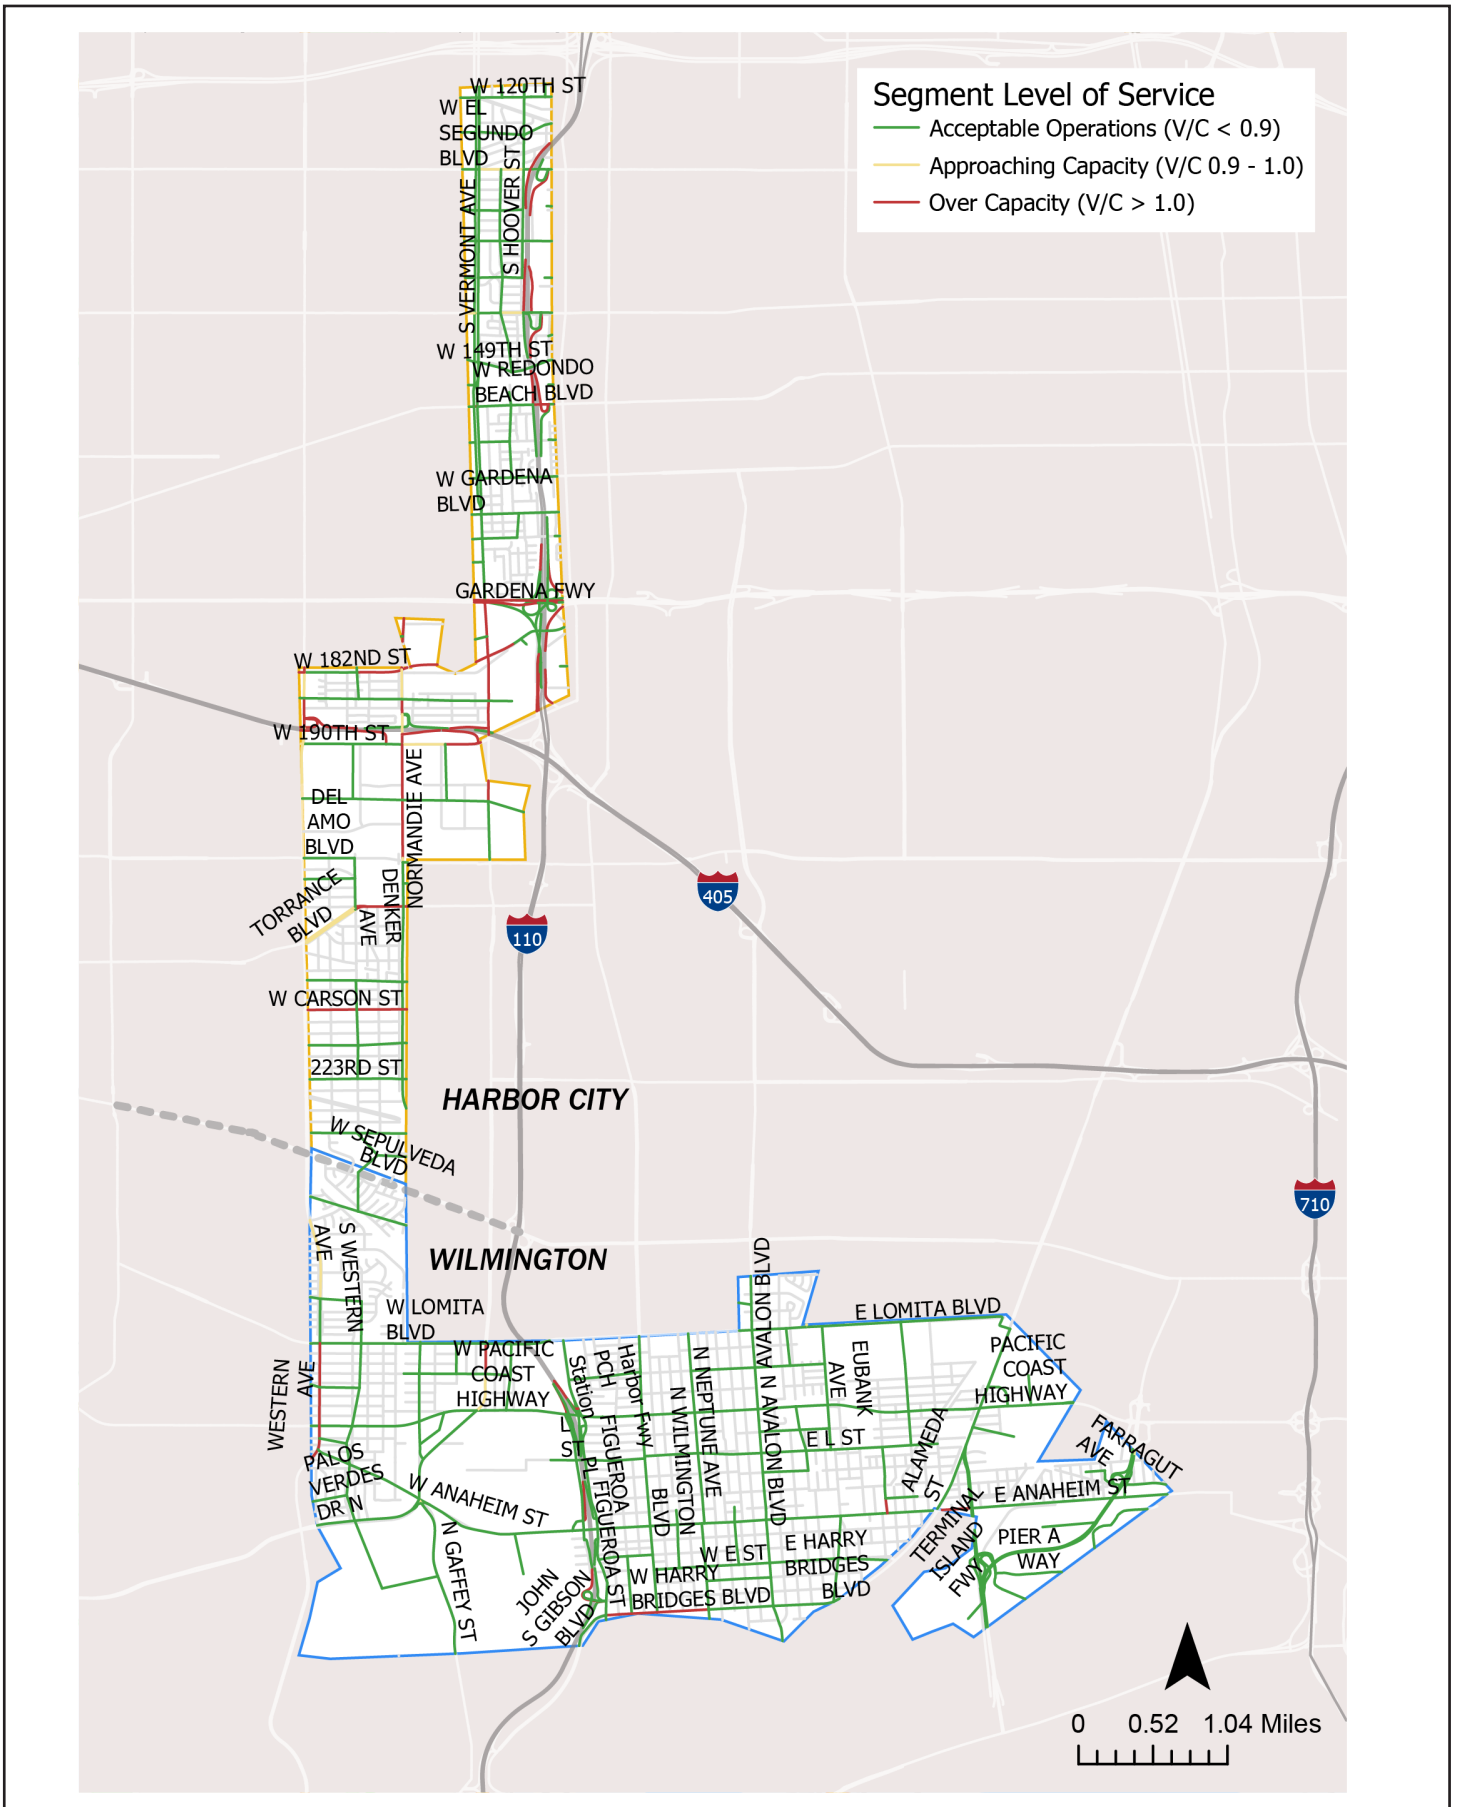 W 120TH ST
W EL
SEGUNDO
BLVD
S VERMONT AVE
S HOOVER ST
Segment Level of Service
Acceptable Operations (V/C < 0.9)
Approaching Capacity (V/C 0.9 - 1.0)
Over Capacity (V/C > 1.0)
W 149TH ST
W REDONDO
BEACH BLVD
W GARDENA
BLVD
GARDENA FWY
W 182ND ST
W 190TH ST
NORMANDIE AVE
DEL
AMO
BLVD
TORRANCE
BLVD
DENKER
AVE
405
110
W CARSON ST
223RD ST
HARBOR CITY
W SEPULVEDA
BLVD
710
S WESTERN
AVE
WILMINGTON
W LOMITA
BLVD
AVALON BLVD
E LOMITA BLVD
W PACIFIC
COAST
HIGHWAY
PACIFIC
COAST
HIGHWAY
WESTERN
AVE
Harbor Fwy
PCH
Station
N NEPTUNE AVE
N WILMINGTON
BLVD
N AVALON BLVD
EUBANK
AVE
L
ST
FIGUEROA
PL
FIGUEROA ST
E L ST
ALAMEDA
ST
FARRAGUT
AVE
PALOS
VERDES
DR N
W ANAHEIM ST
E ANAHEIM ST
TERMINAL
ISLAND
FWY
PIER A
WAY
N GAFFEY ST
JOHN
S GIBSON
BLVD
W E ST
E HARRY
BRIDGES
BLVD
W HARRY
BRIDGES BLVD
0 0.52 1.04 Miles